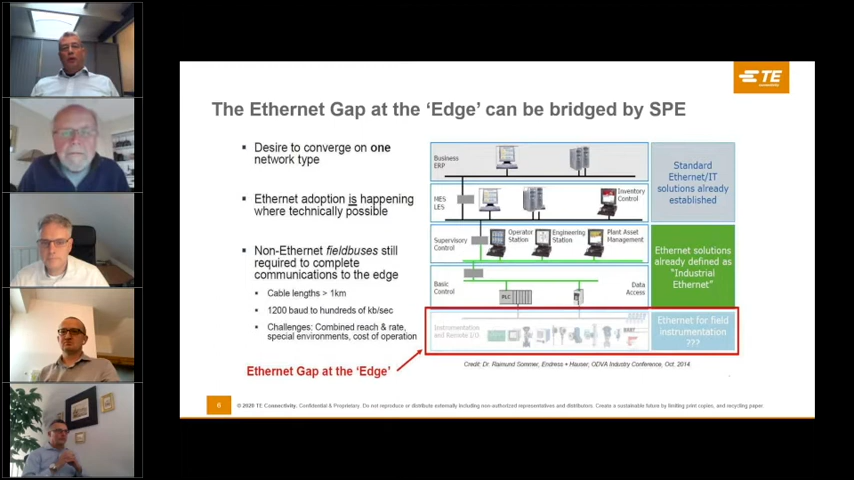 TE
The Ethernet Gap at the ‘Edge’ can be bridged by SPE
▪ Desire to converge on one
network type
▪ Ethernet adoption is happening
where technically possible
▪ Non-Ethernet fieldbuses still
required to complete
communications to the edge
▪ Cable lengths > 1km
▪ 1200 baud to hundreds of kb/sec
▪ Challenges: Combined reach & rate,
special environments, cost of operation
Ethernet Gap at the ‘Edge’
Business
ERP
MES
LES
Inventory
Control
Supervisory
Control
Operator
Station
Engineering
Station
Plant Asset
Management
Basic
Control
PLC
Data
Access
Instrumentation
and Remote I/O
Standard
Ethernet/IT
solutions already
established
Ethernet solutions
already defined as
“Industrial
Ethernet”
Ethernet for field
instrumentation
???
Credit: Dr. Raimund Sommer, Endress + Hauser, ODVA Industry Conference, Oct. 2014
6
© 2020 TE Connectivity. Confidential & Proprietary. Do not reproduce or distribute externally including non-authorized representatives and distributors. Create a sustainable future by limiting print copies, and recycling paper.